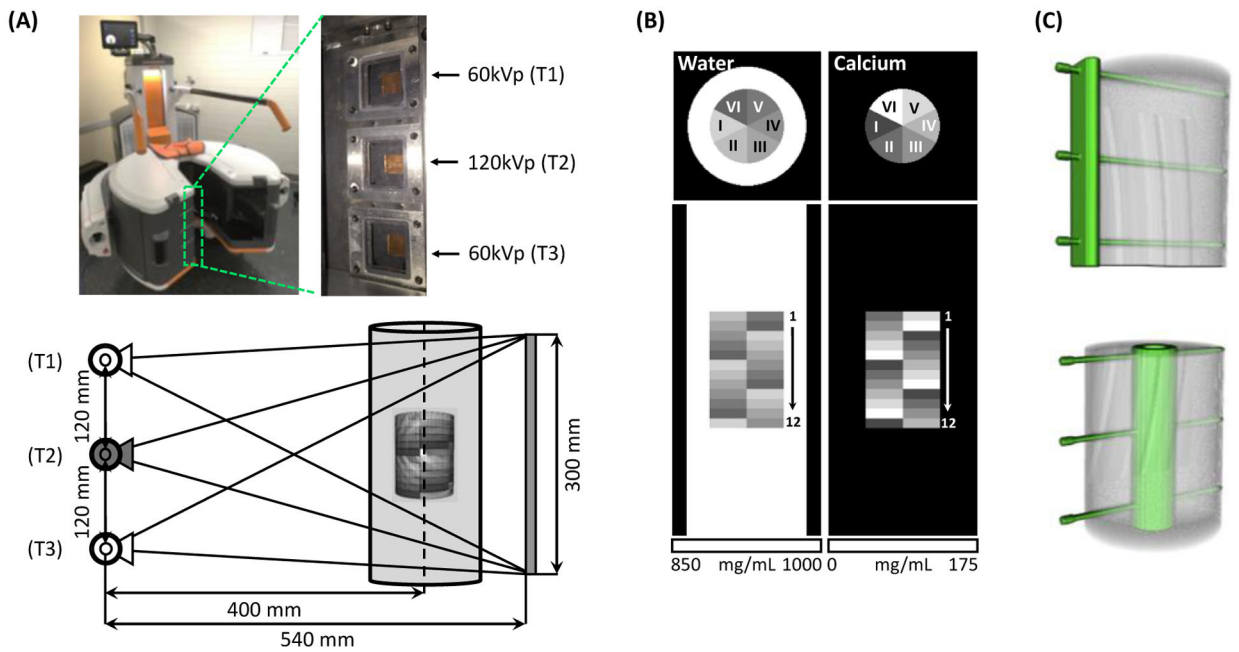 (A)
60kVp (T1)
120kVp (T2)
60kVp (T3)
(T1)
120 mm
(T2)
120 mm
(T3)
300 mm
400 mm
540 mm
(B)
Water
Calcium
VI V
I IV
II III
VI V
I IV
II III
1
12
1
12
850 mg/mL 1000
0 mg/mL 175
(C)